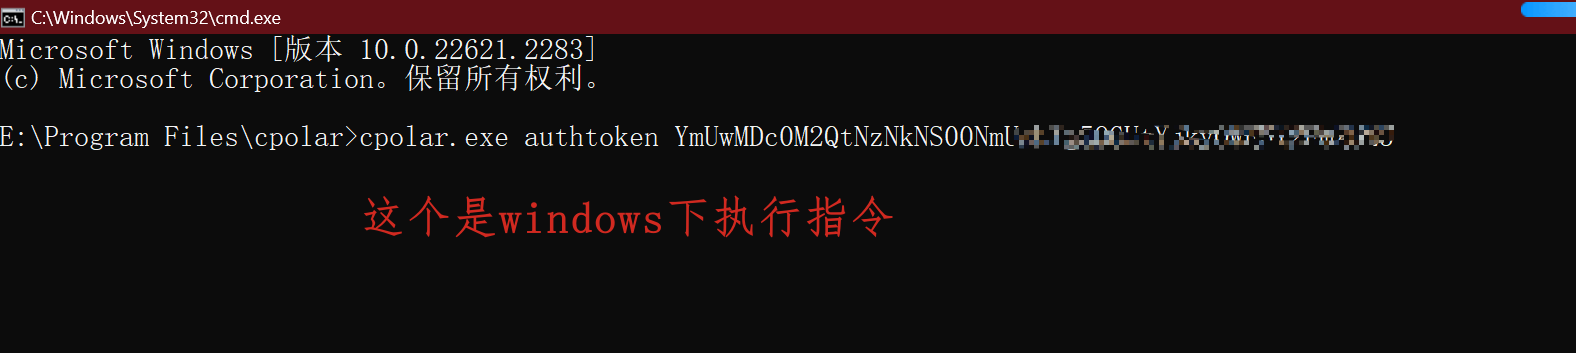 C:\Windows\System32\cmd.exe
Microsoft Windows [版本 10.0.22621.2283]
(c) Microsoft Corporation。保留所有权利。
E:\Program Files\cpolar>cpolar.exe authtoken
这个是windows下执行指令